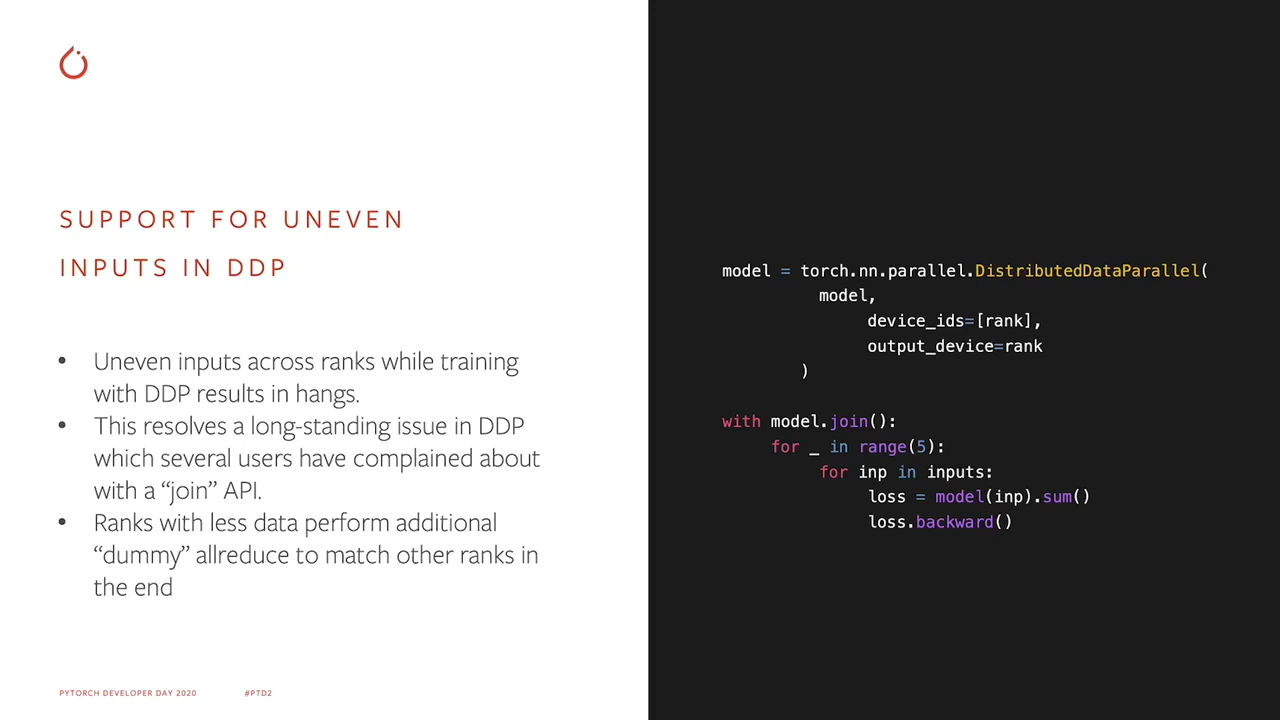 SUPPORT FOR UNEVEN
INPUTS IN DDP
• Uneven inputs across ranks while training
with DDP results in hangs.
• This resolves a long-standing issue in DDP
which several users have complained about
with a “join” API.
• Ranks with less data perform additional
“dummy” allreduce to match other ranks in
the end
PYTORCH DEVELOPER DAY 2020 #PTD2
model = torch.nn.parallel.DistributedDataParallel(
model,
device_ids=[rank],
output_device=rank
)
with model.join():
for _ in range(5):
for inp in inputs:
loss = model(inp).sum()
loss.backward()